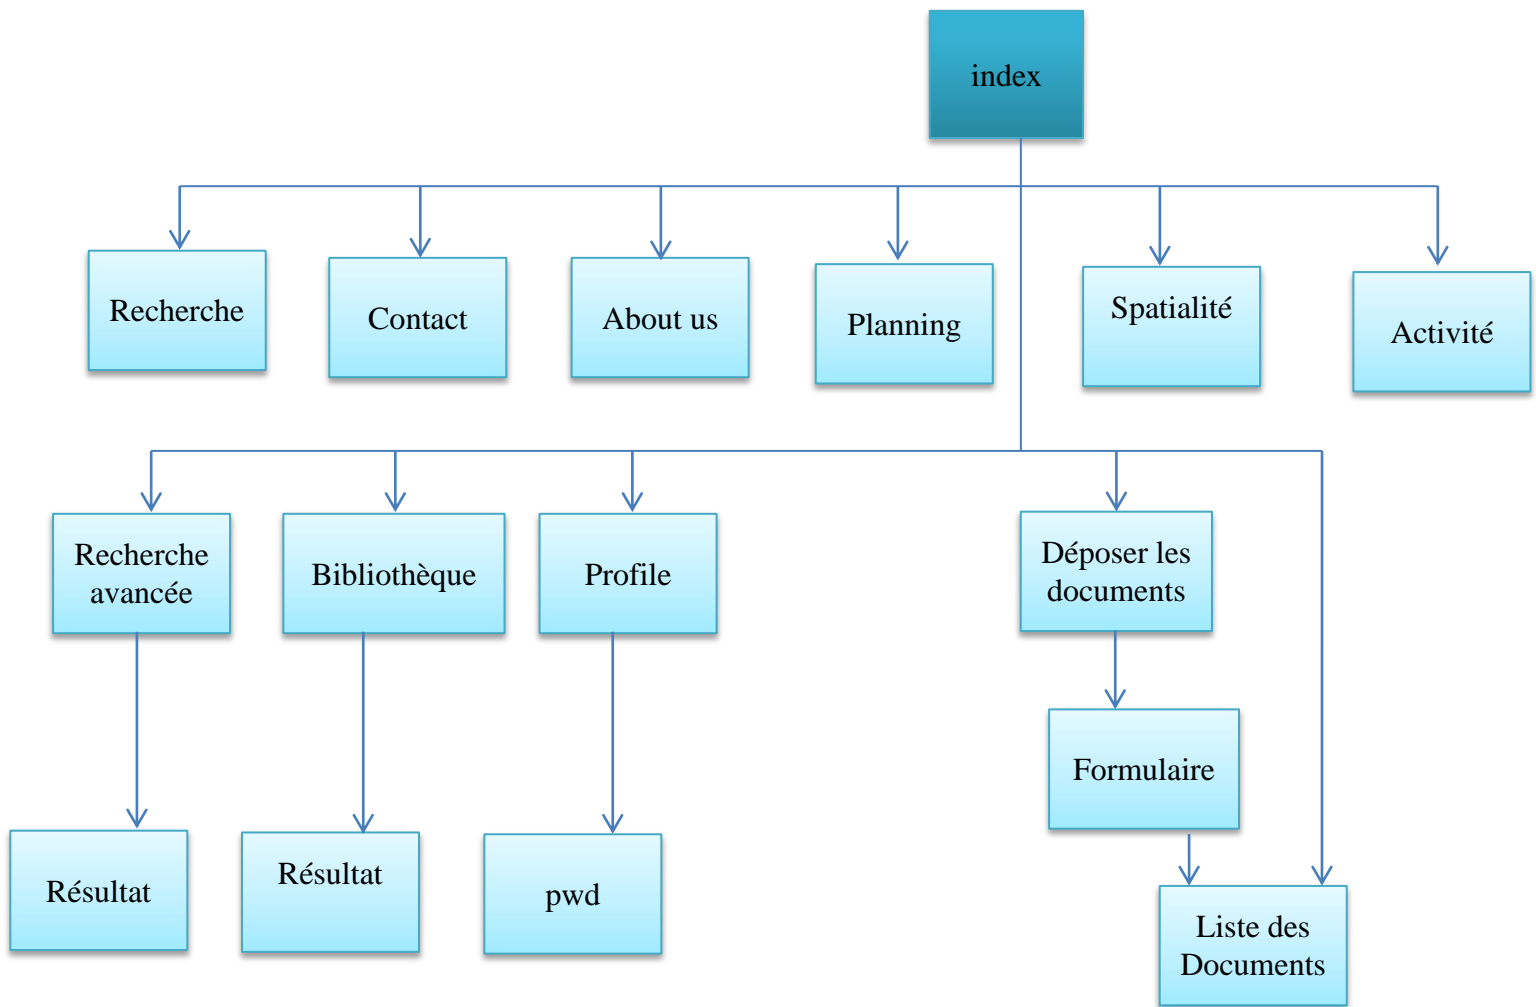 index
Recherche
Contact
About us
Planning
Spatialité
Activité
Recherche
avancée
Bibliothèque
Profile
Déposer les
documents
Formulaire
Résultat
Résultat
pwd
Liste des
Documents